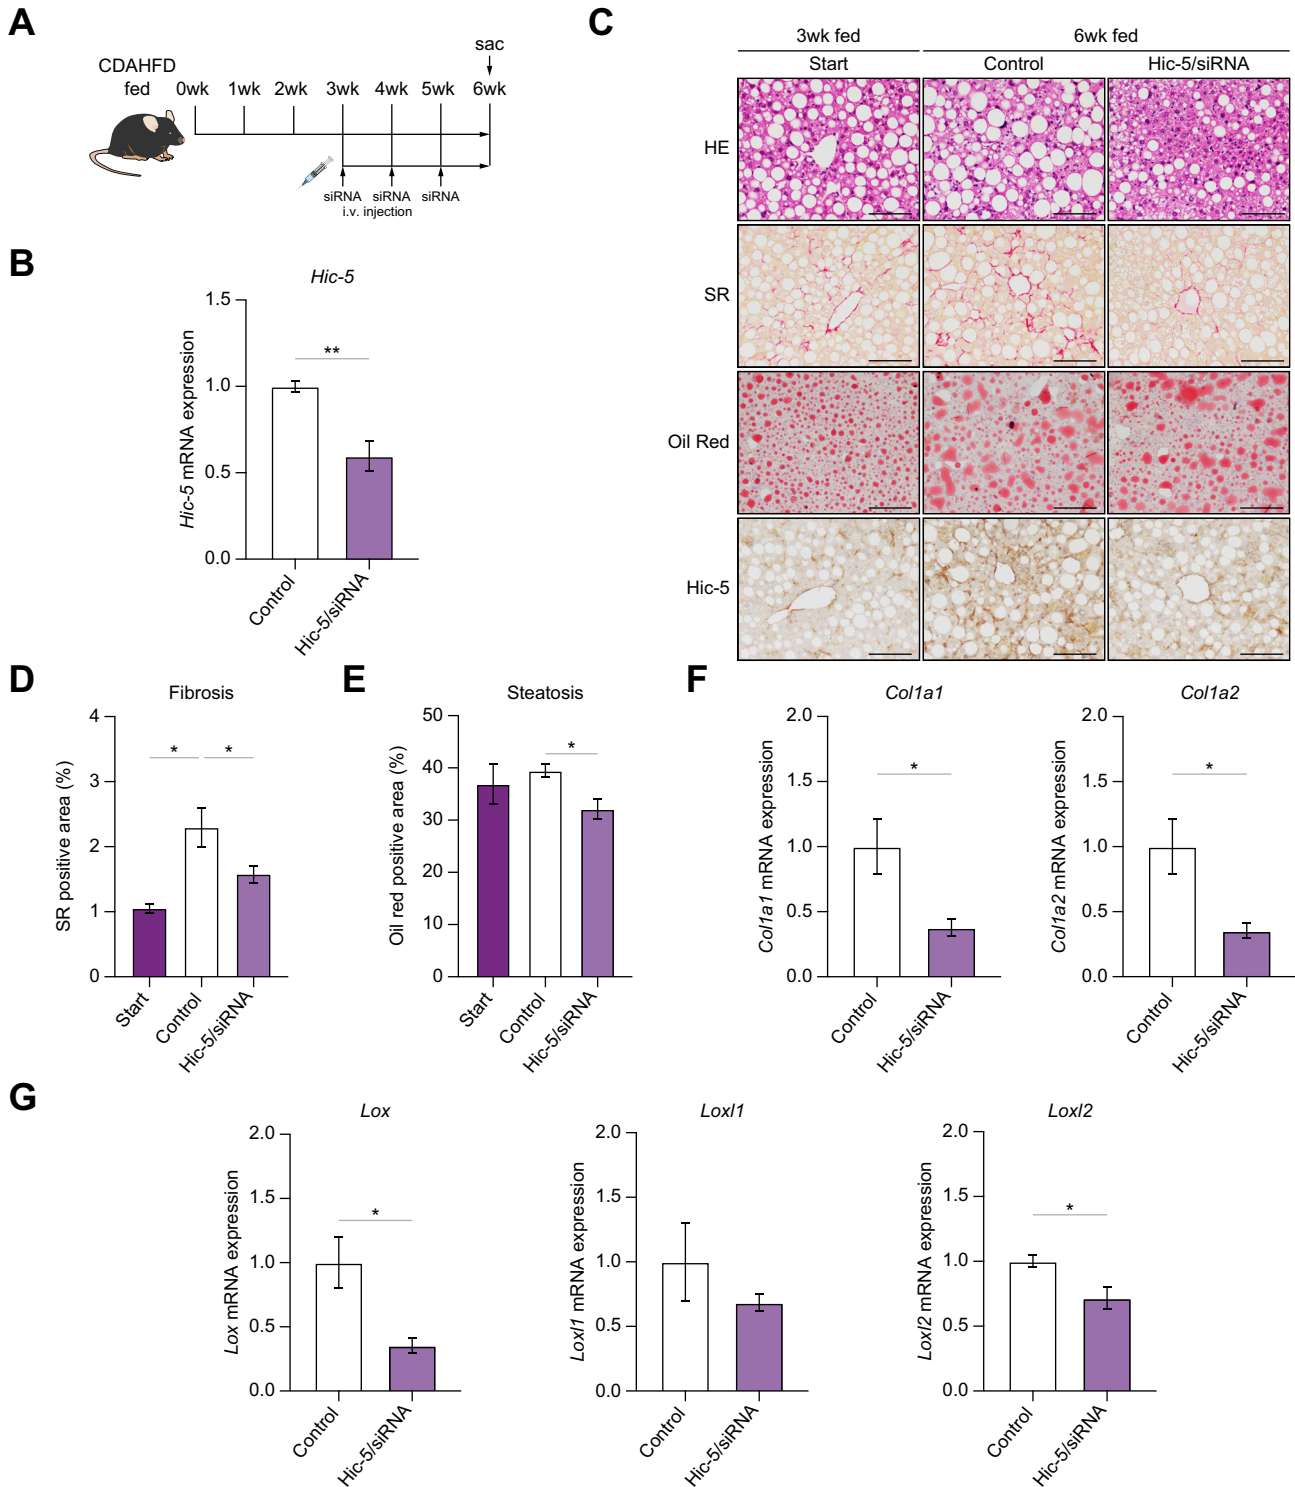 A
CDAHFD
fed
0wk 1wk 2wk 3wk 4wk 5wk 6wk
sac
siRNA siRNA siRNA
i.v. injection
B
Hic-5
Hic-5 mRNA expression
1.5
1.0
0.5
0.0
**
Control
Hic-5/siRNA
C
3wk fed 6wk fed
Start Control Hic-5/siRNA
HE
SR
Oil Red
Hic-5
D
Fibrosis
SR positive area (%)
4
3
2
1
0
* *
Start
Control
Hic-5/siRNA
E
Steatosis
Oil red positive area (%)
50
40
30
20
10
0
*
Start
Control
Hic-5/siRNA
F
Col1a1
Col1a1 mRNA expression
2.0
1.5
1.0
0.5
0.0
*
Control
Hic-5/siRNA
Col1a2
Col1a2 mRNA expression
2.0
1.5
1.0
0.5
0.0
*
Control
Hic-5/siRNA
G
Lox
Lox mRNA expression
2.0
1.5
1.0
0.5
0.0
*
Control
Hic-5/siRNA
Loxl1
Loxl1 mRNA expression
2.0
1.5
1.0
0.5
0.0
Control
Hic-5/siRNA
Loxl2
Loxl2 mRNA expression
2.0
1.5
1.0
0.5
0.0
*
Control
Hic-5/siRNA